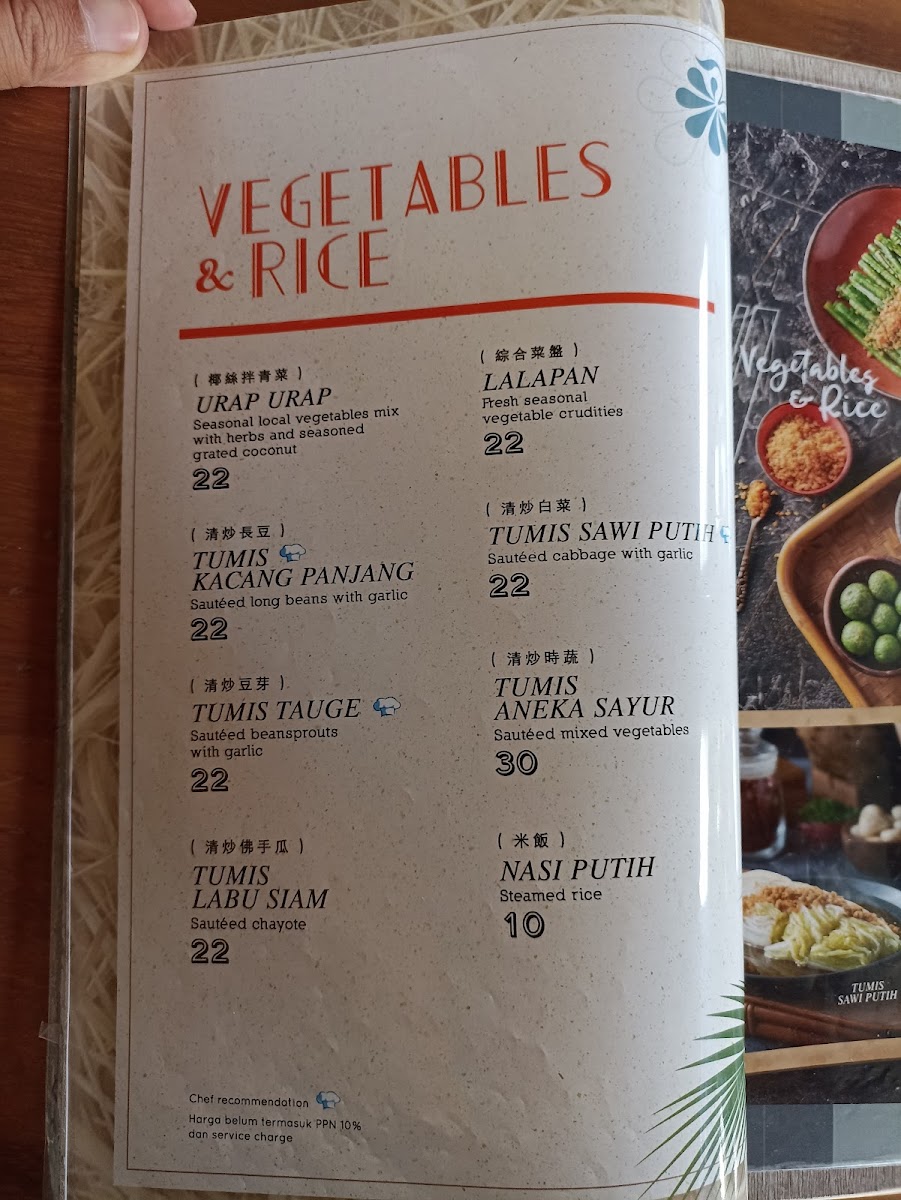 VEGETABLES
& RICE
( 椰絲拌青菜 )
URAP URAP
Seasonal local vegetables mix
with herbs and seasoned
grated coconut
22
( 清炒長豆 )
TUMIS
KACANG PANJANG
Sautéed long beans with garlic
22
( 清炒豆芽 )
TUMIS TAUGE
Sautéed beansprouts
with garlic
22
( 清炒佛手瓜 )
TUMIS
LABU SIAM
Sautéed chayote
22
( 綜合菜盤 )
LALAPAN
Fresh seasonal
vegetable crudities
22
( 清炒白菜 )
TUMIS SAWI PUTIH
Sautéed cabbage with garlic
22
( 清炒時蔬 )
TUMIS
ANEKA SAYUR
Sautéed mixed vegetables
30
( 米飯 )
NASI PUTIH
Steamed rice
10
Chef recommendation
Harga belum termasuk PPN 10%
dan service charge
Vegetables
& Rice
TUMIS
SAWI PUTIH